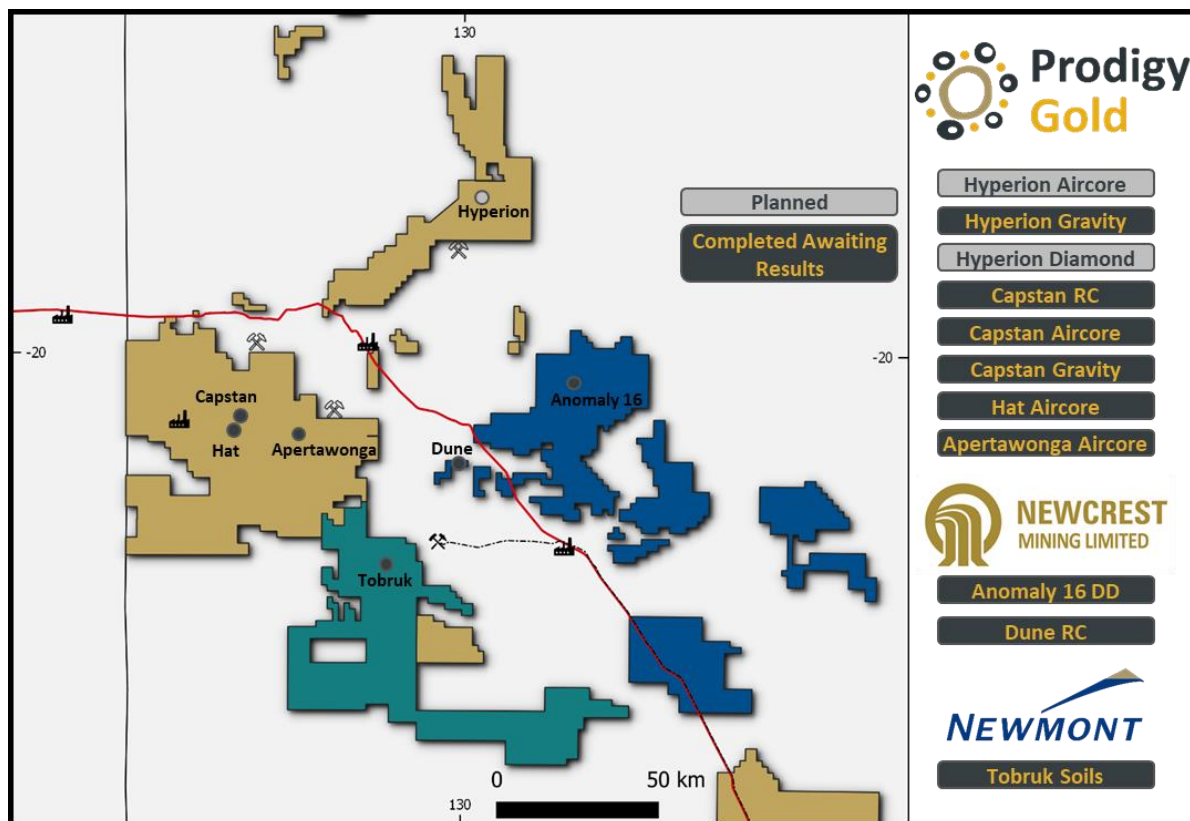 130
Hyperion
-20
-20
Capstan
Hat
Apertawonga
Anomaly 16
Dune
Tobruk
0
50 km
130
Planned
Completed Awaiting
Results
Prodigy
Gold
Hyperion Aircore
Hyperion Gravity
Hyperion Diamond
Capstan RC
Capstan Aircore
Capstan Gravity
Hat Aircore
Apertawonga Aircore
NEWCREST
MINING LIMITED
Anomaly 16 DD
Dune RC
NEWMONT
Tobruk Soils